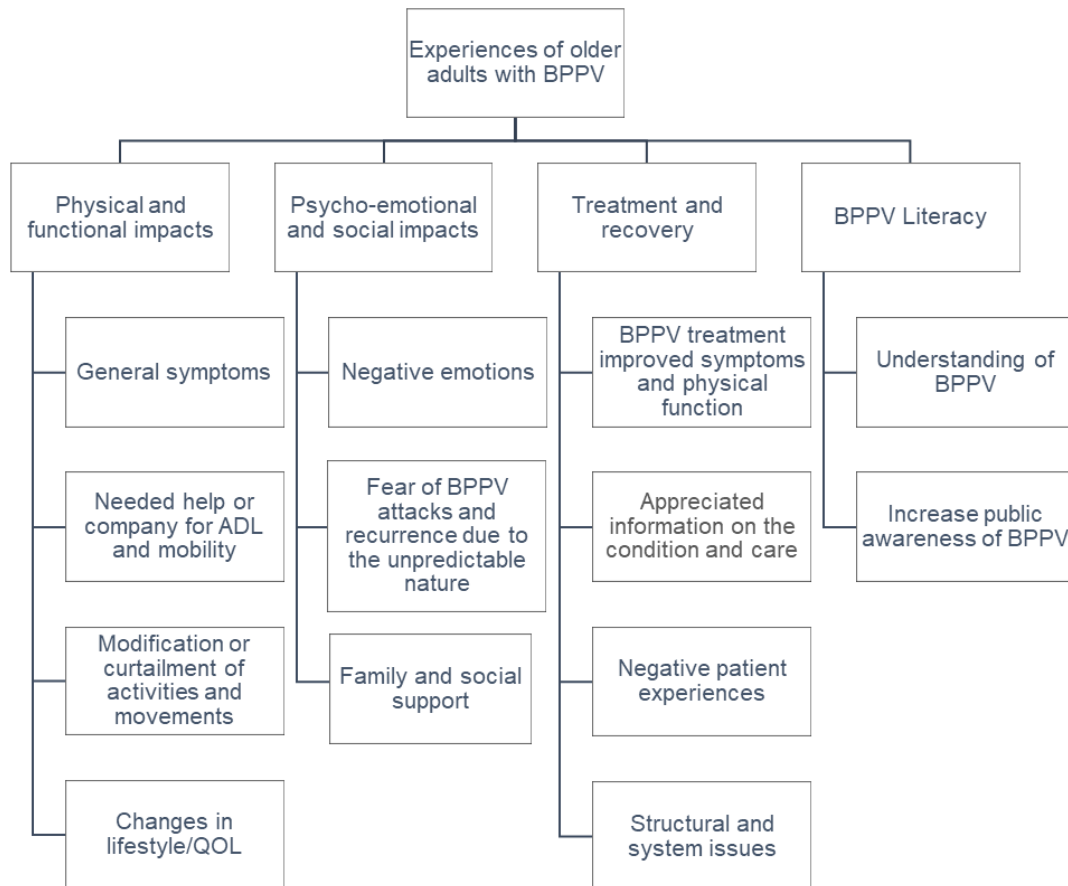 Experiences of older
adults with BPPV
Physical and
functional impacts
General symptoms
Needed help or
company for ADL
and mobility
Modification or
curtailment of
activities and
movements
Changes in
lifestyle/QOL
Psycho-emotional
and social impacts
Negative emotions
Fear of BPPV
attacks and
recurrence due to
the unpredictable
nature
Family and social
support
Treatment and
recovery
BPPV treatment
improved symptoms
and physical
function
Appreciated
information on the
condition and care
Negative patient
experiences
Structural and
system issues
BPPV Literacy
Understanding of
BPPV
Increase public
awareness of BPPV